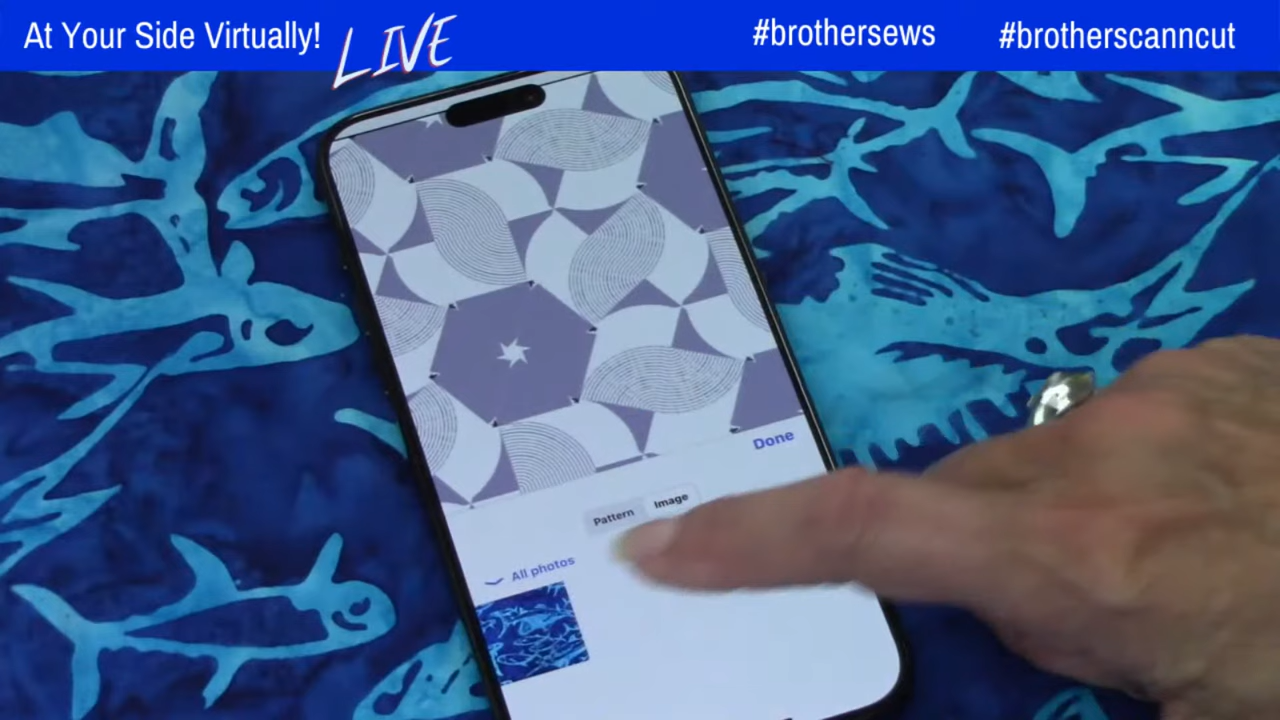 At Your Side Virtually! LIVE #brothersews #brotherscanncut
Done
Pattern Image
All photos